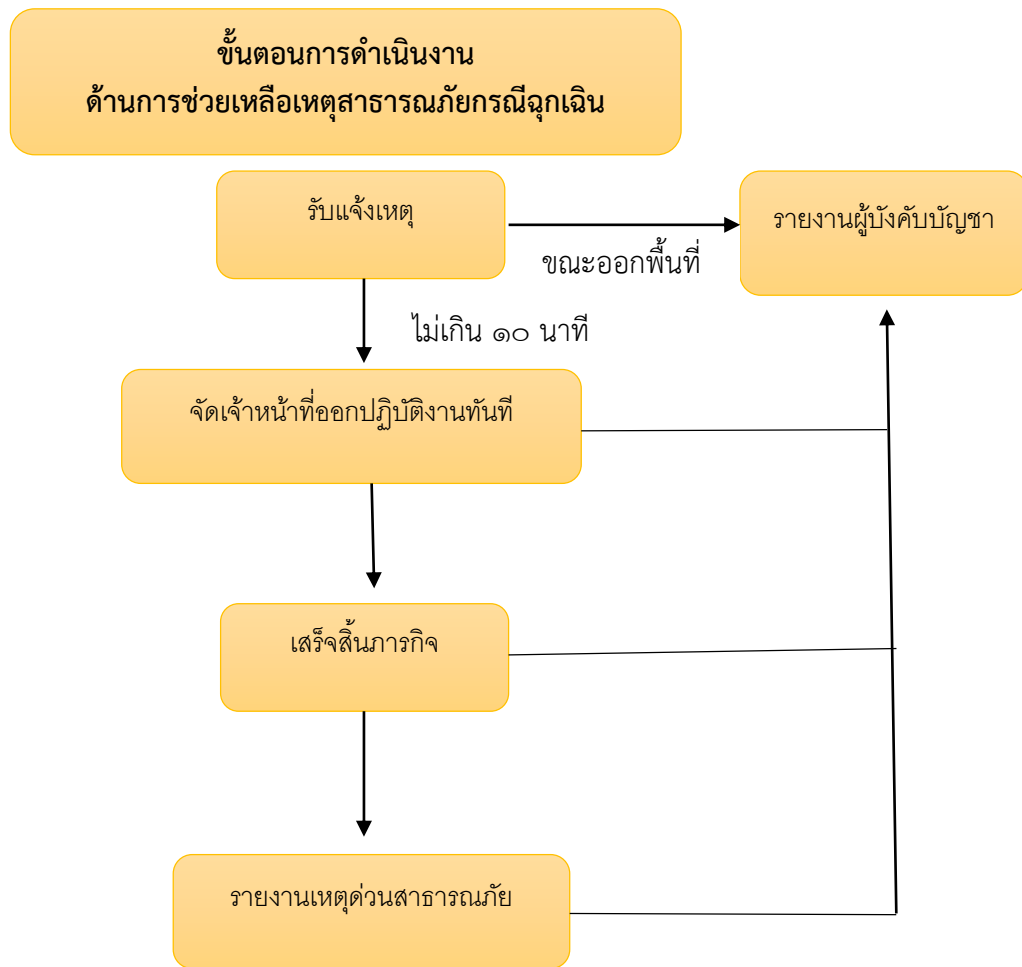 ขั้นตอนการดำเนินงาน
ด้านการช่วยเหลือเหตุสาธารณภัยกรณีฉุกเฉิน
รับแจ้งเหตุ
รายงานผู้บังคับบัญชา
ขณะออกพื้นที่
ไม่เกิน ๑๐ นาที
จัดเจ้าหน้าที่ออกปฏิบัติงานทันที
เสร็จสิ้นภารกิจ
รายงานเหตุด่วนสาธารณภัย